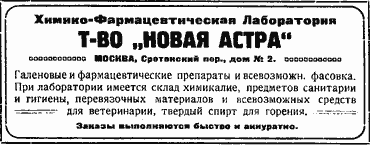 Химико-Фармацевтическая Лаборатория
Т-ВО „НОВАЯ АСТРА“
МОСКВА, Сретенский пер., дом № 2.
Галеновые и фармацевтические препараты и всевозможн. фасовка.
При лаборатории имеется склад химикалие, предметов санитарии
и гигиены, перевязочных материалов и всевозможных средств
для ветеринарии, твердый спирт для горения.
Заказы выполняются быстро и аккуратно.